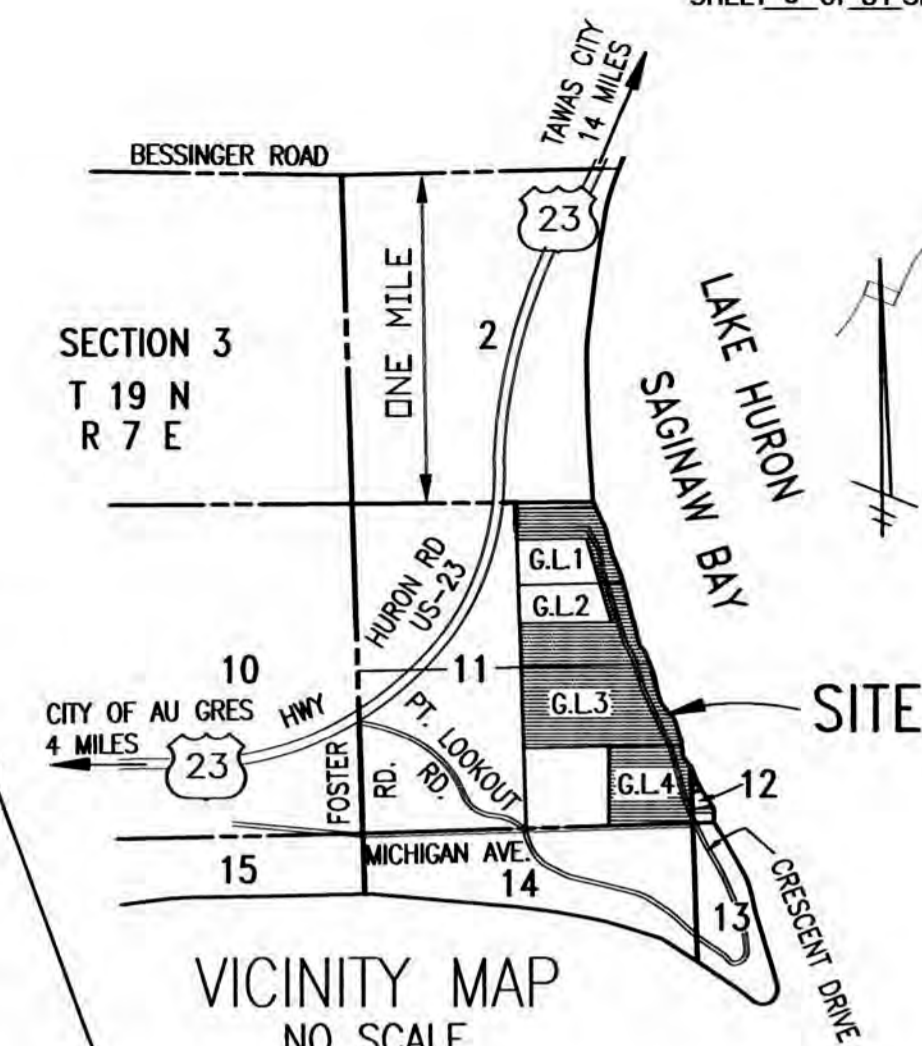 TAWAS CITY
14 MILES
BESSINGER ROAD
23
ONE MILE
2
SECTION 3
T 19 N
R 7 E
LAKE HURON
SAGINAW BAY
HURON RD
US-23
G.L.1
G.L.2
10
11
G.L.3
SITE
CITY OF AU GRES
4 MILES
HWY
23
PT. LOOKOUT
RD.
FOSTER
RD.
G.L.4
12
MICHIGAN AVE.
15
14
13
CRESCENT DRIVE
VICINITY MAP
NO SCALE